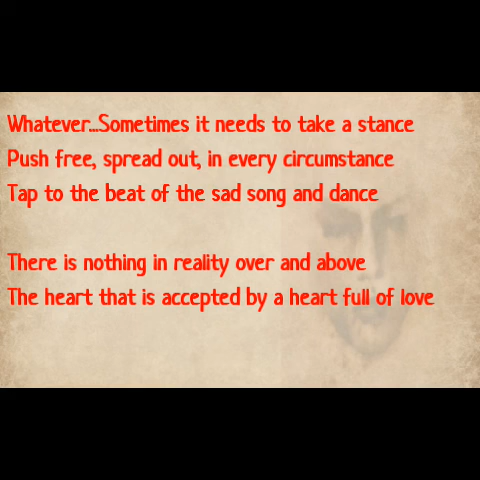 Whatever...Sometimes it needs to take a stance
Push free, spread out, in every circumstance
Tap to the beat of the sad song and dance
There is nothing in reality over and above
The heart that is accepted by a heart full of love